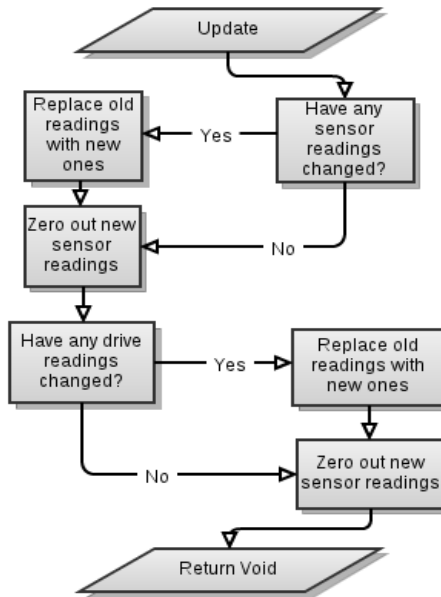 Update
Have any
sensor
readings
changed?
Yes
Replace old
readings
with new
ones
No
Zero out new
sensor
readings
Have any drive
readings
changed?
Yes
Replace old
readings with
new ones
No
Zero out new
sensor readings
Return Void